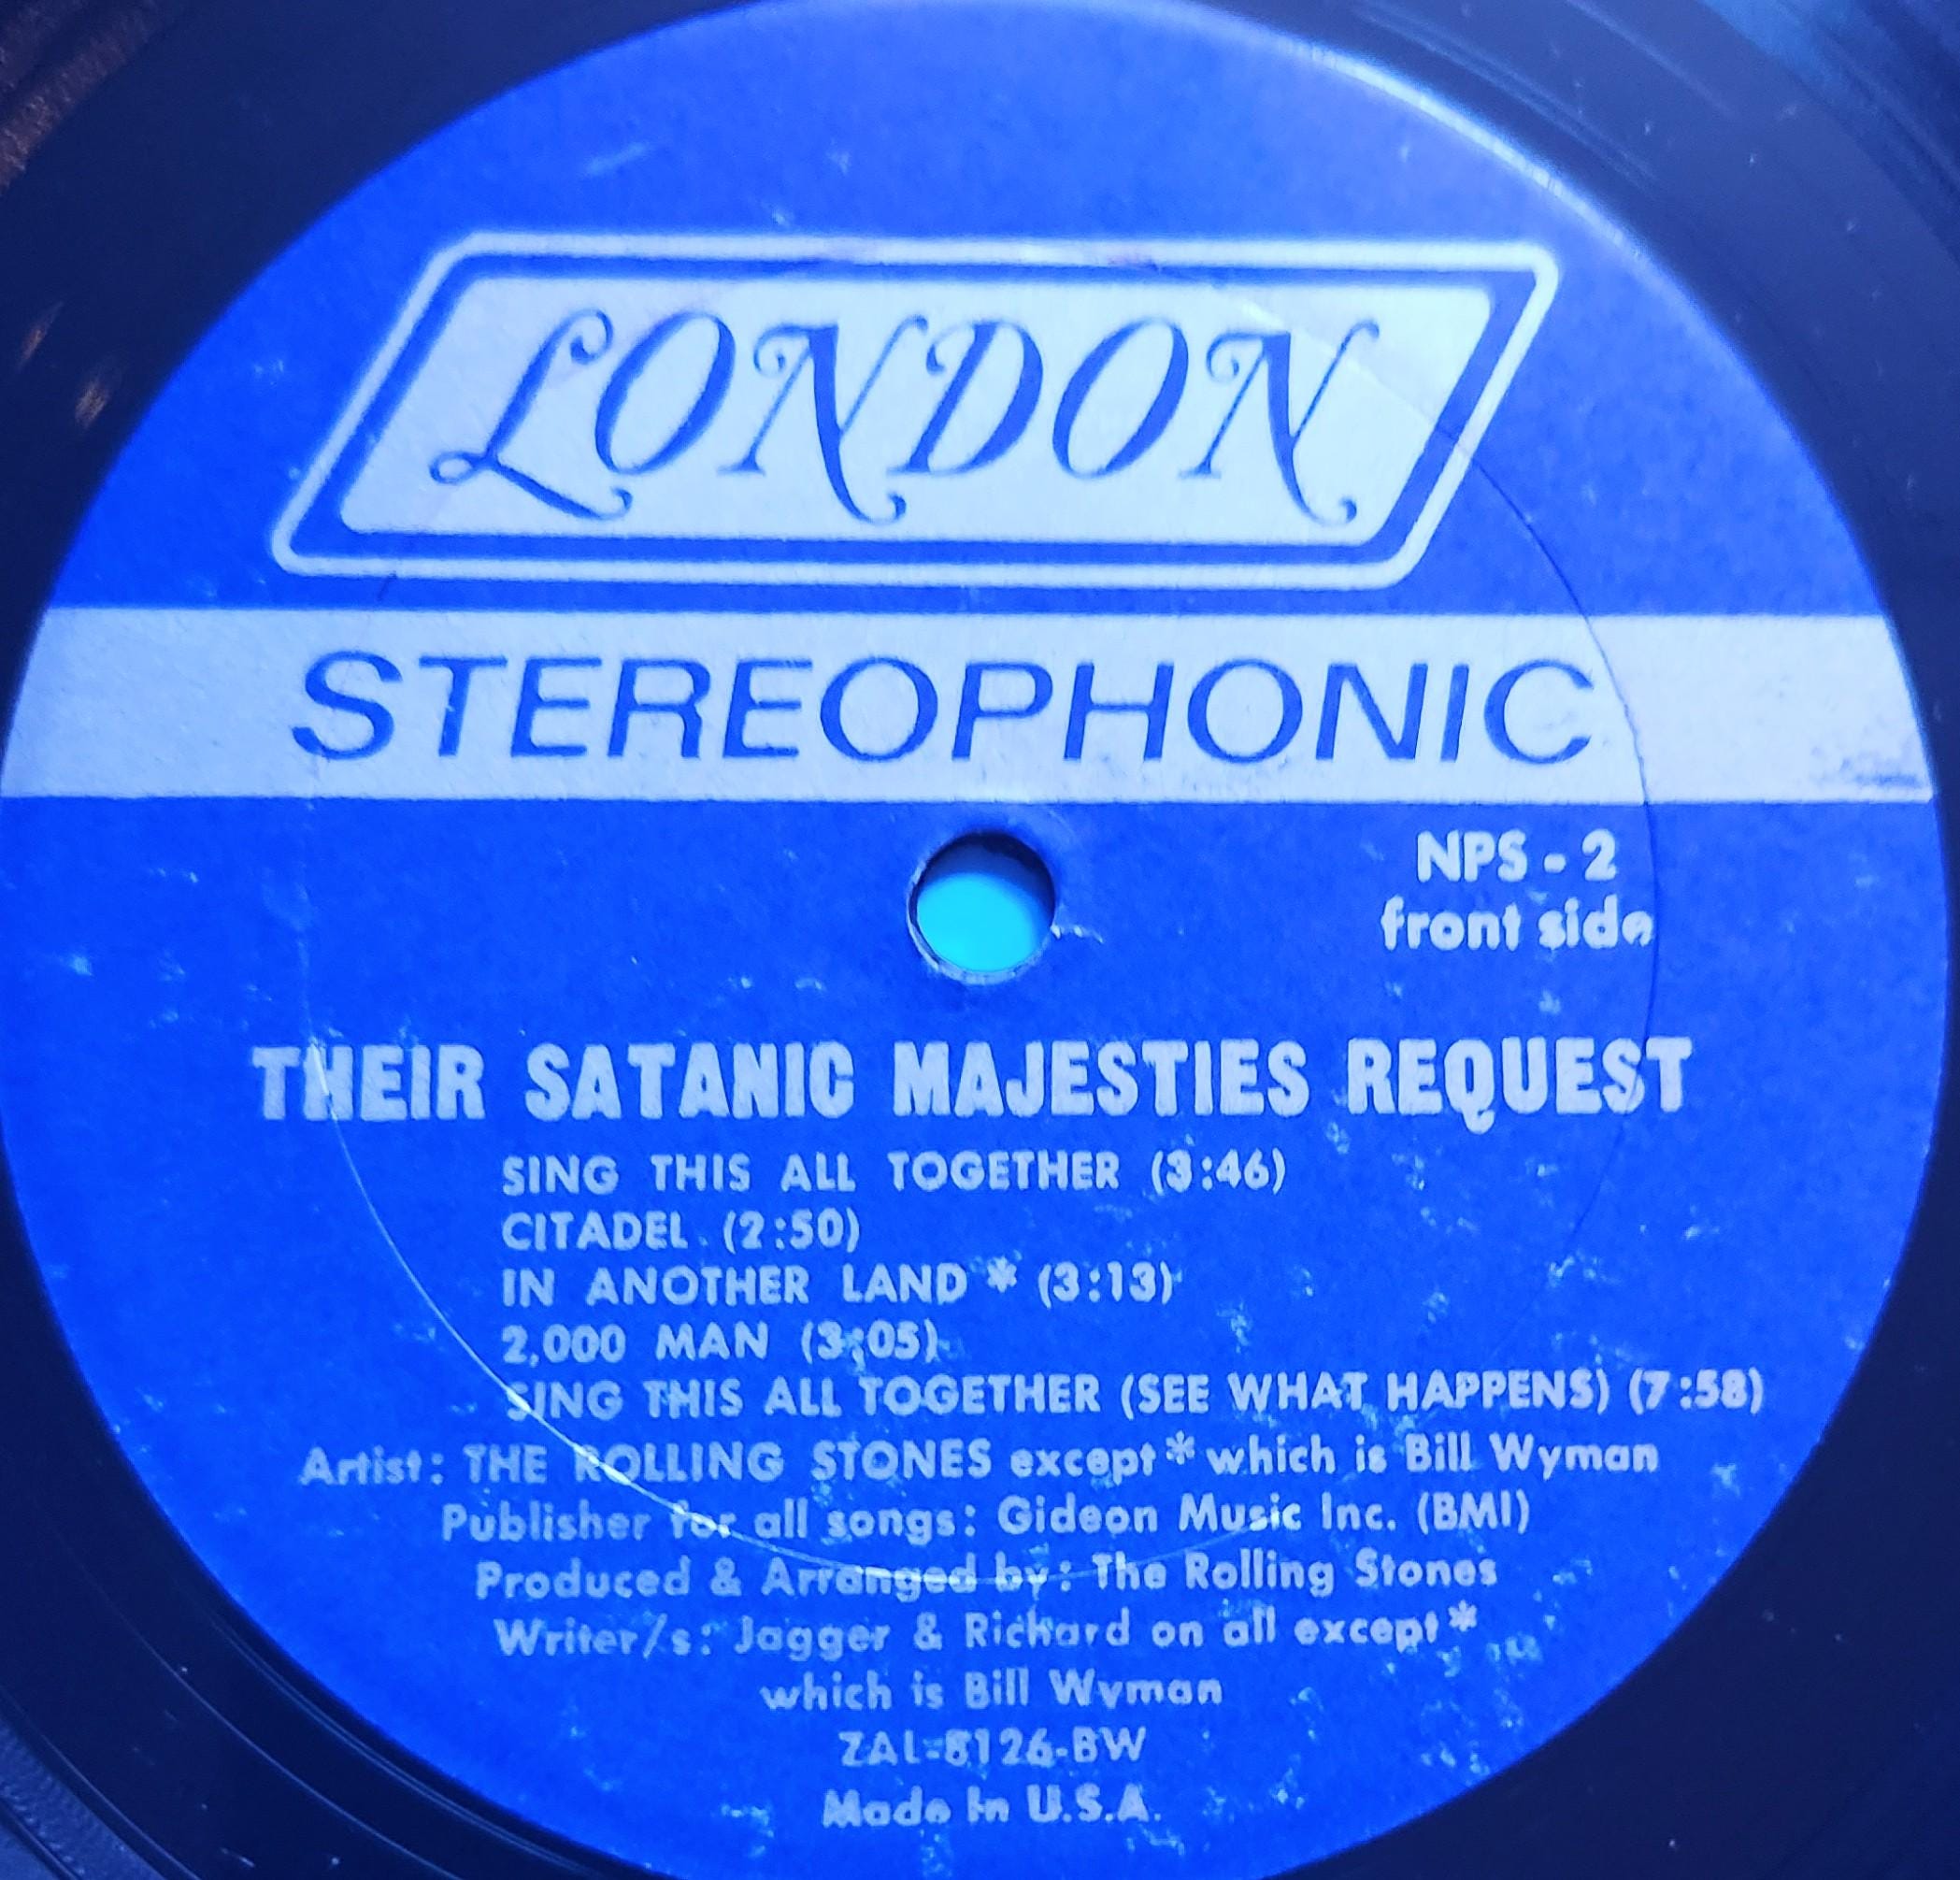 LONDON
STEREOPHONIC
NPS - 2
front side
THEIR SATANIC MAJESTIES REQUEST
SING THIS ALL TOGETHER (3:46)
CITADEL (2:50)
IN ANOTHER LAND * (3:13)
2,000 MAN (3:05)
SING THIS ALL TOGETHER (SEE WHAT HAPPENS) (7:58)
Artist: THE ROLLING STONES except * which is Bill Wyman
Publisher for all songs: Gideon Music Inc. (BMI)
Produced & Arranged by: The Rolling Stones
Writer/s: Jagger & Richard on all except *
which is Bill Wyman
ZAL-8126-BW
Made In U.S.A.